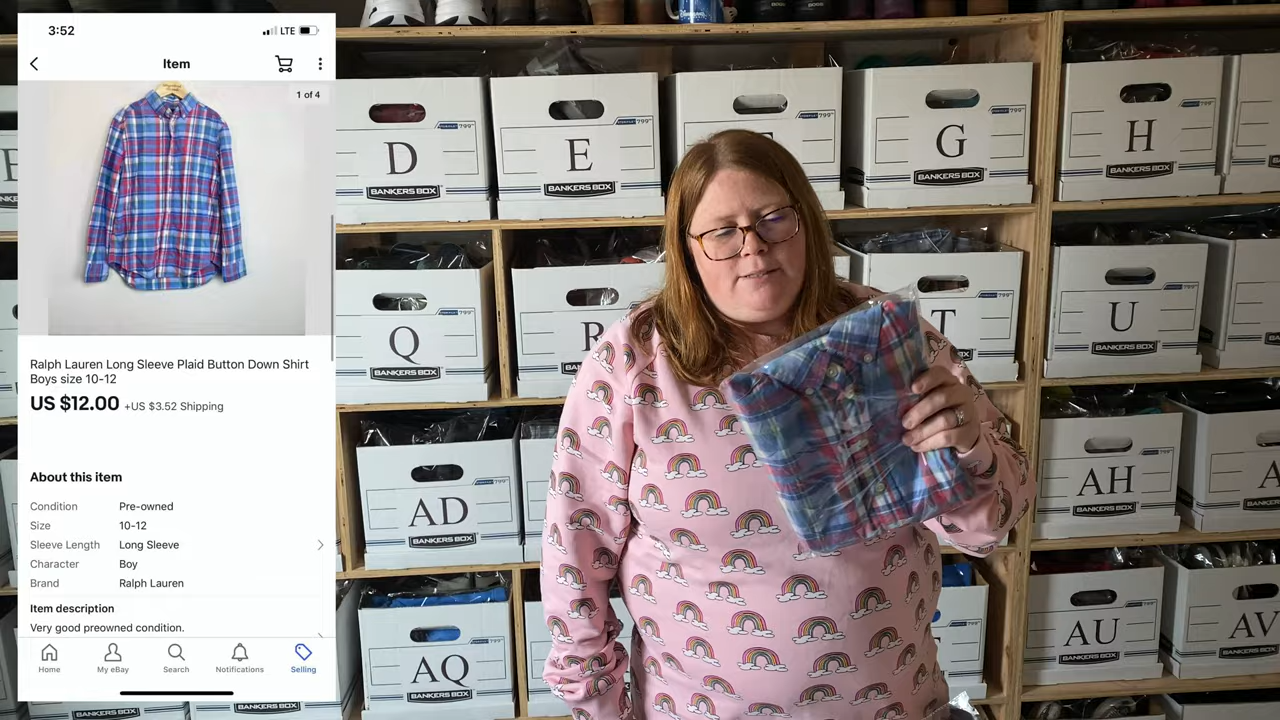 3:52
LTE
Item
1 of 4
Ralph Lauren Long Sleeve Plaid Button Down Shirt
Boys size 10-12
US $12.00 +US $3.52 Shipping
About this item
Condition Pre-owned
Size 10-12
Sleeve Length Long Sleeve
Character Boy
Brand Ralph Lauren
Item description
Very good preowned condition.
Home My eBay Search Notifications Selling
D
BANKERS BOX
E
BANKERS BOX
G
BANKERS BOX
H
BANKERS BOX
Q
BANKERS BOX
R
T
U
BANKERS BOX
AD
BANKERS BOX
AH
BANKERS BOX
AQ
BANKERS BOX
AU
BANKERS BOX
AV
BANKERS BOX
BANKERS BOX
BANKERS BOX